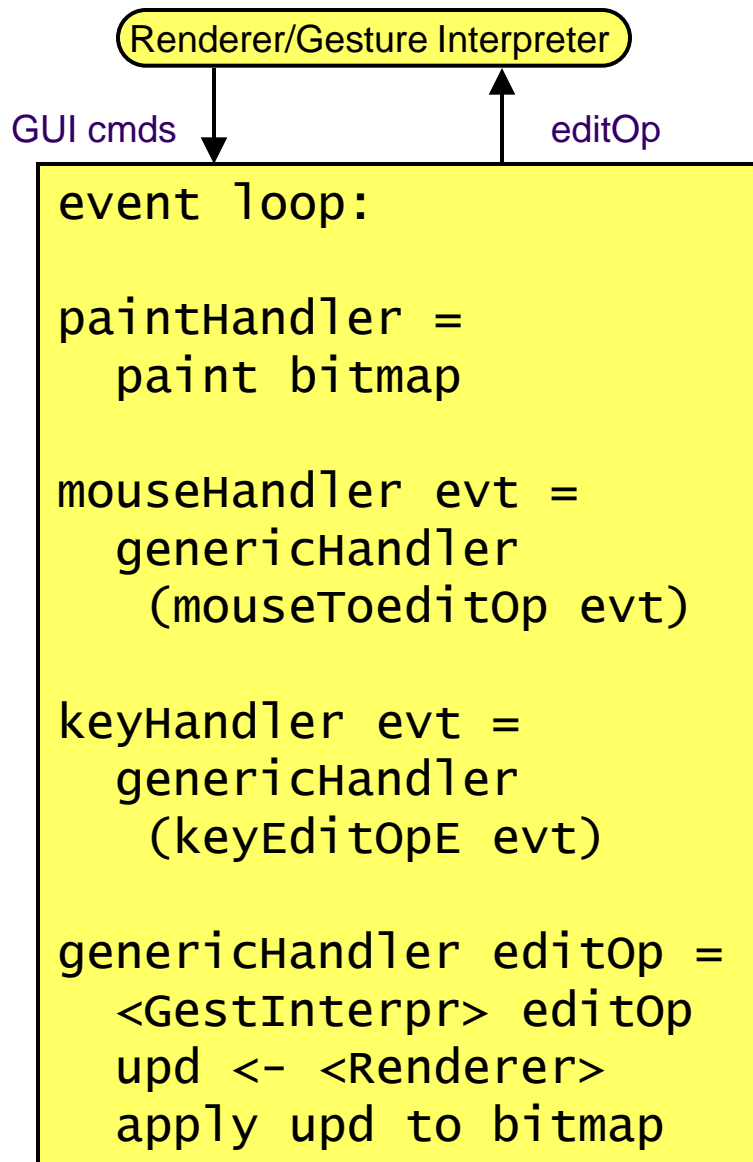 Renderer/Gesture Interpreter
GUI cmds
editOp
event loop:
paintHandler =
paint bitmap
mouseHandler evt =
genericHandler
(mouseToeditOp evt)
keyHandler evt =
genericHandler
(keyEditOpE evt)
genericHandler editOp =
<GestInterpr> editOp
upd <- <Renderer>
apply upd to bitmap